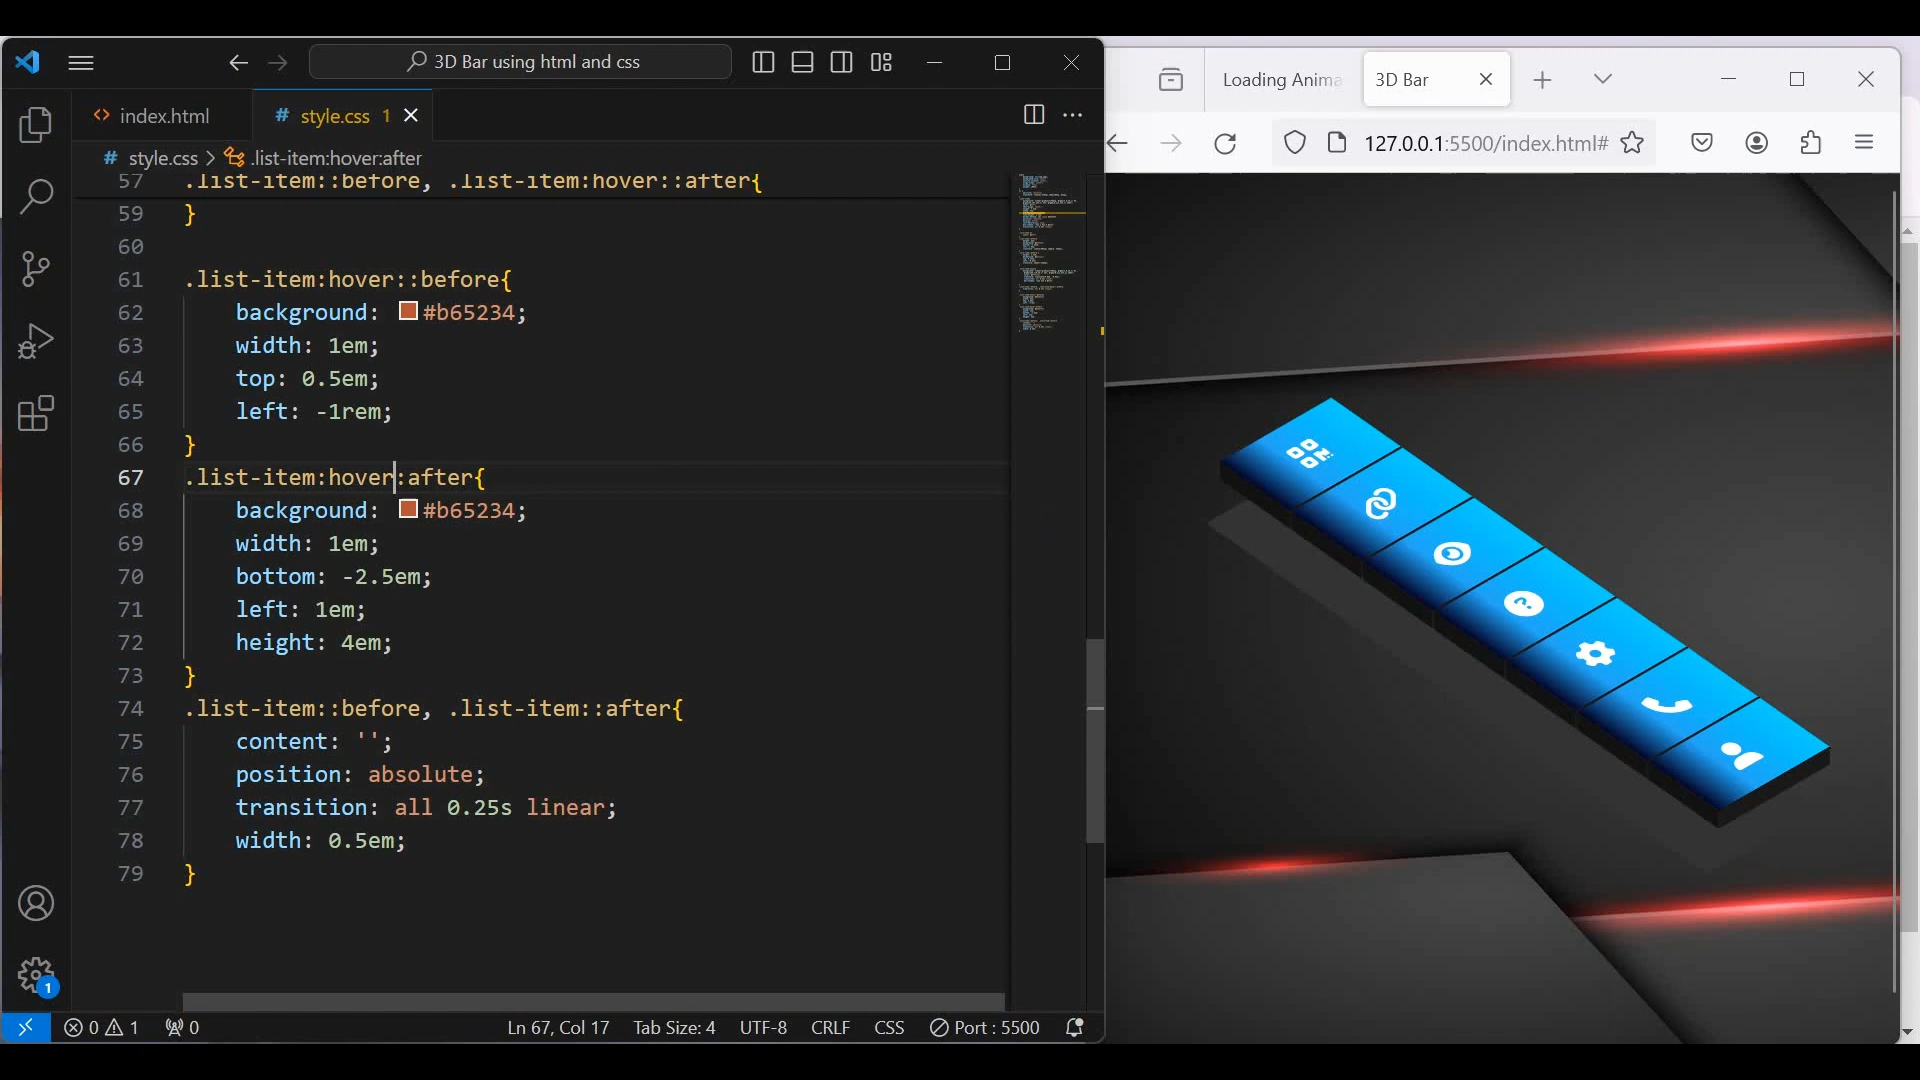 3D Bar using html and css
index.html
style.css 1
style.css > .list-item:hover:after
57 .list-item::before, .list-item:hover::after{
59 }
60
61 .list-item:hover::before{
62 background: #b65234;
63 width: 1em;
64 top: 0.5em;
65 left: -1rem;
66 }
67 .list-item:hover:after{
68 background: #b65234;
69 width: 1em;
70 bottom: -2.5em;
71 left: 1em;
72 height: 4em;
73 }
74 .list-item::before, .list-item::after{
75 content: '';
76 position: absolute;
77 transition: all 0.25s linear;
78 width: 0.5em;
79 }
1
0 1 0 Ln 67, Col 17 Tab Size: 4 UTF-8 CRLF CSS Port : 5500
Loading Anima
3D Bar
127.0.0.1:5500/index.html#